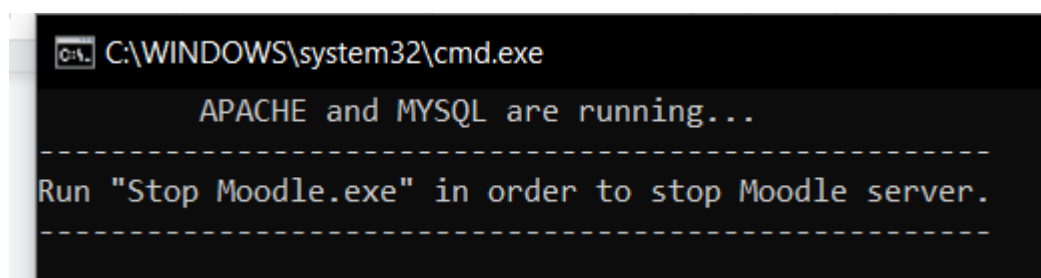 C:\WINDOWS\system32\cmd.exe
APACHE and MYSQL are running...
-----------------------------------------------------
Run "Stop Moodle.exe" in order to stop Moodle server.
-----------------------------------------------------